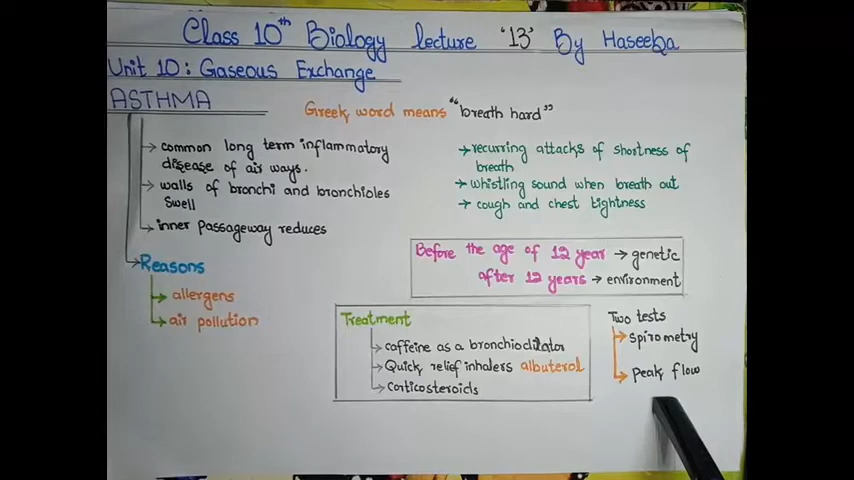 Class 10th Biology lecture '13' By Haseeba
Unit 10: Gaseous Exchange
ASTHMA
Greek word means "breath hard"
common long term inflammatory
disease of air ways.
walls of bronchi and bronchioles
swell
inner passageway reduces
recurring attacks of shortness of
breath
whistling sound when breath out
cough and chest tightness
Before the age of 12 year → genetic
after 12 years → environment
Reasons
allergens
air pollution
Treatment
caffeine as a bronchiodilator
Quick relief inhalers albuterol
corticosteroids
Two tests
spirometry
peak flow